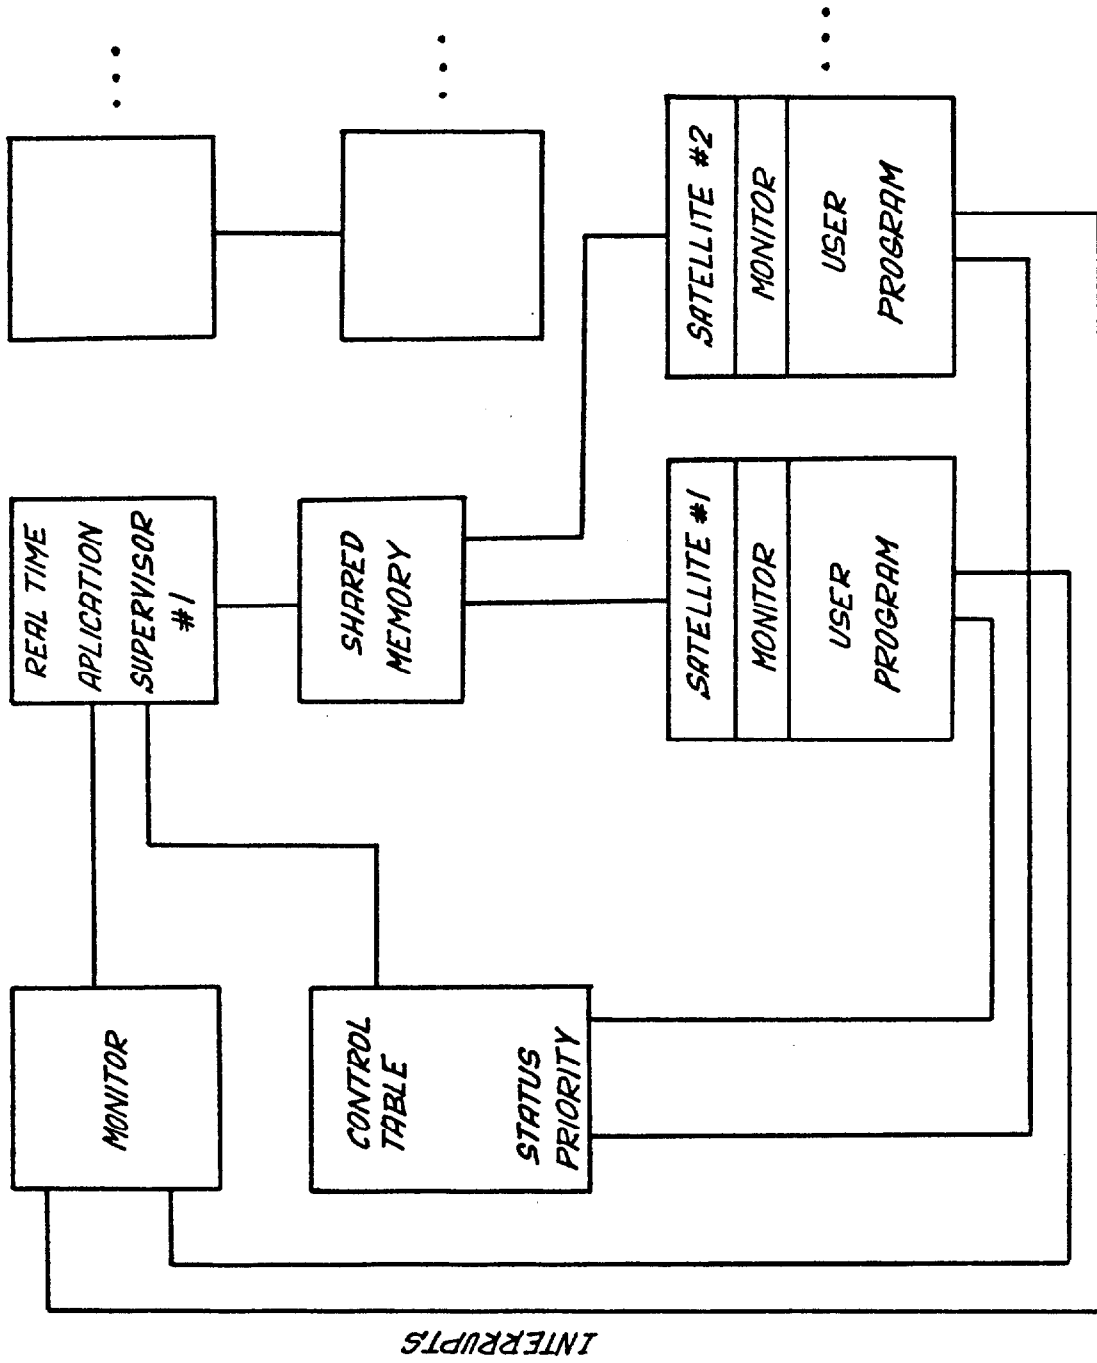 MONITOR
REAL TIME
APLICATION
SUPERVISOR
#1
CONTROL
TABLE
STATUS
PRIORITY
SHARED
MEMORY
SATELLITE #1
MONITOR
USER
PROGRAM
SATELLITE #2
MONITOR
USER
PROGRAM
INTERRUPTS